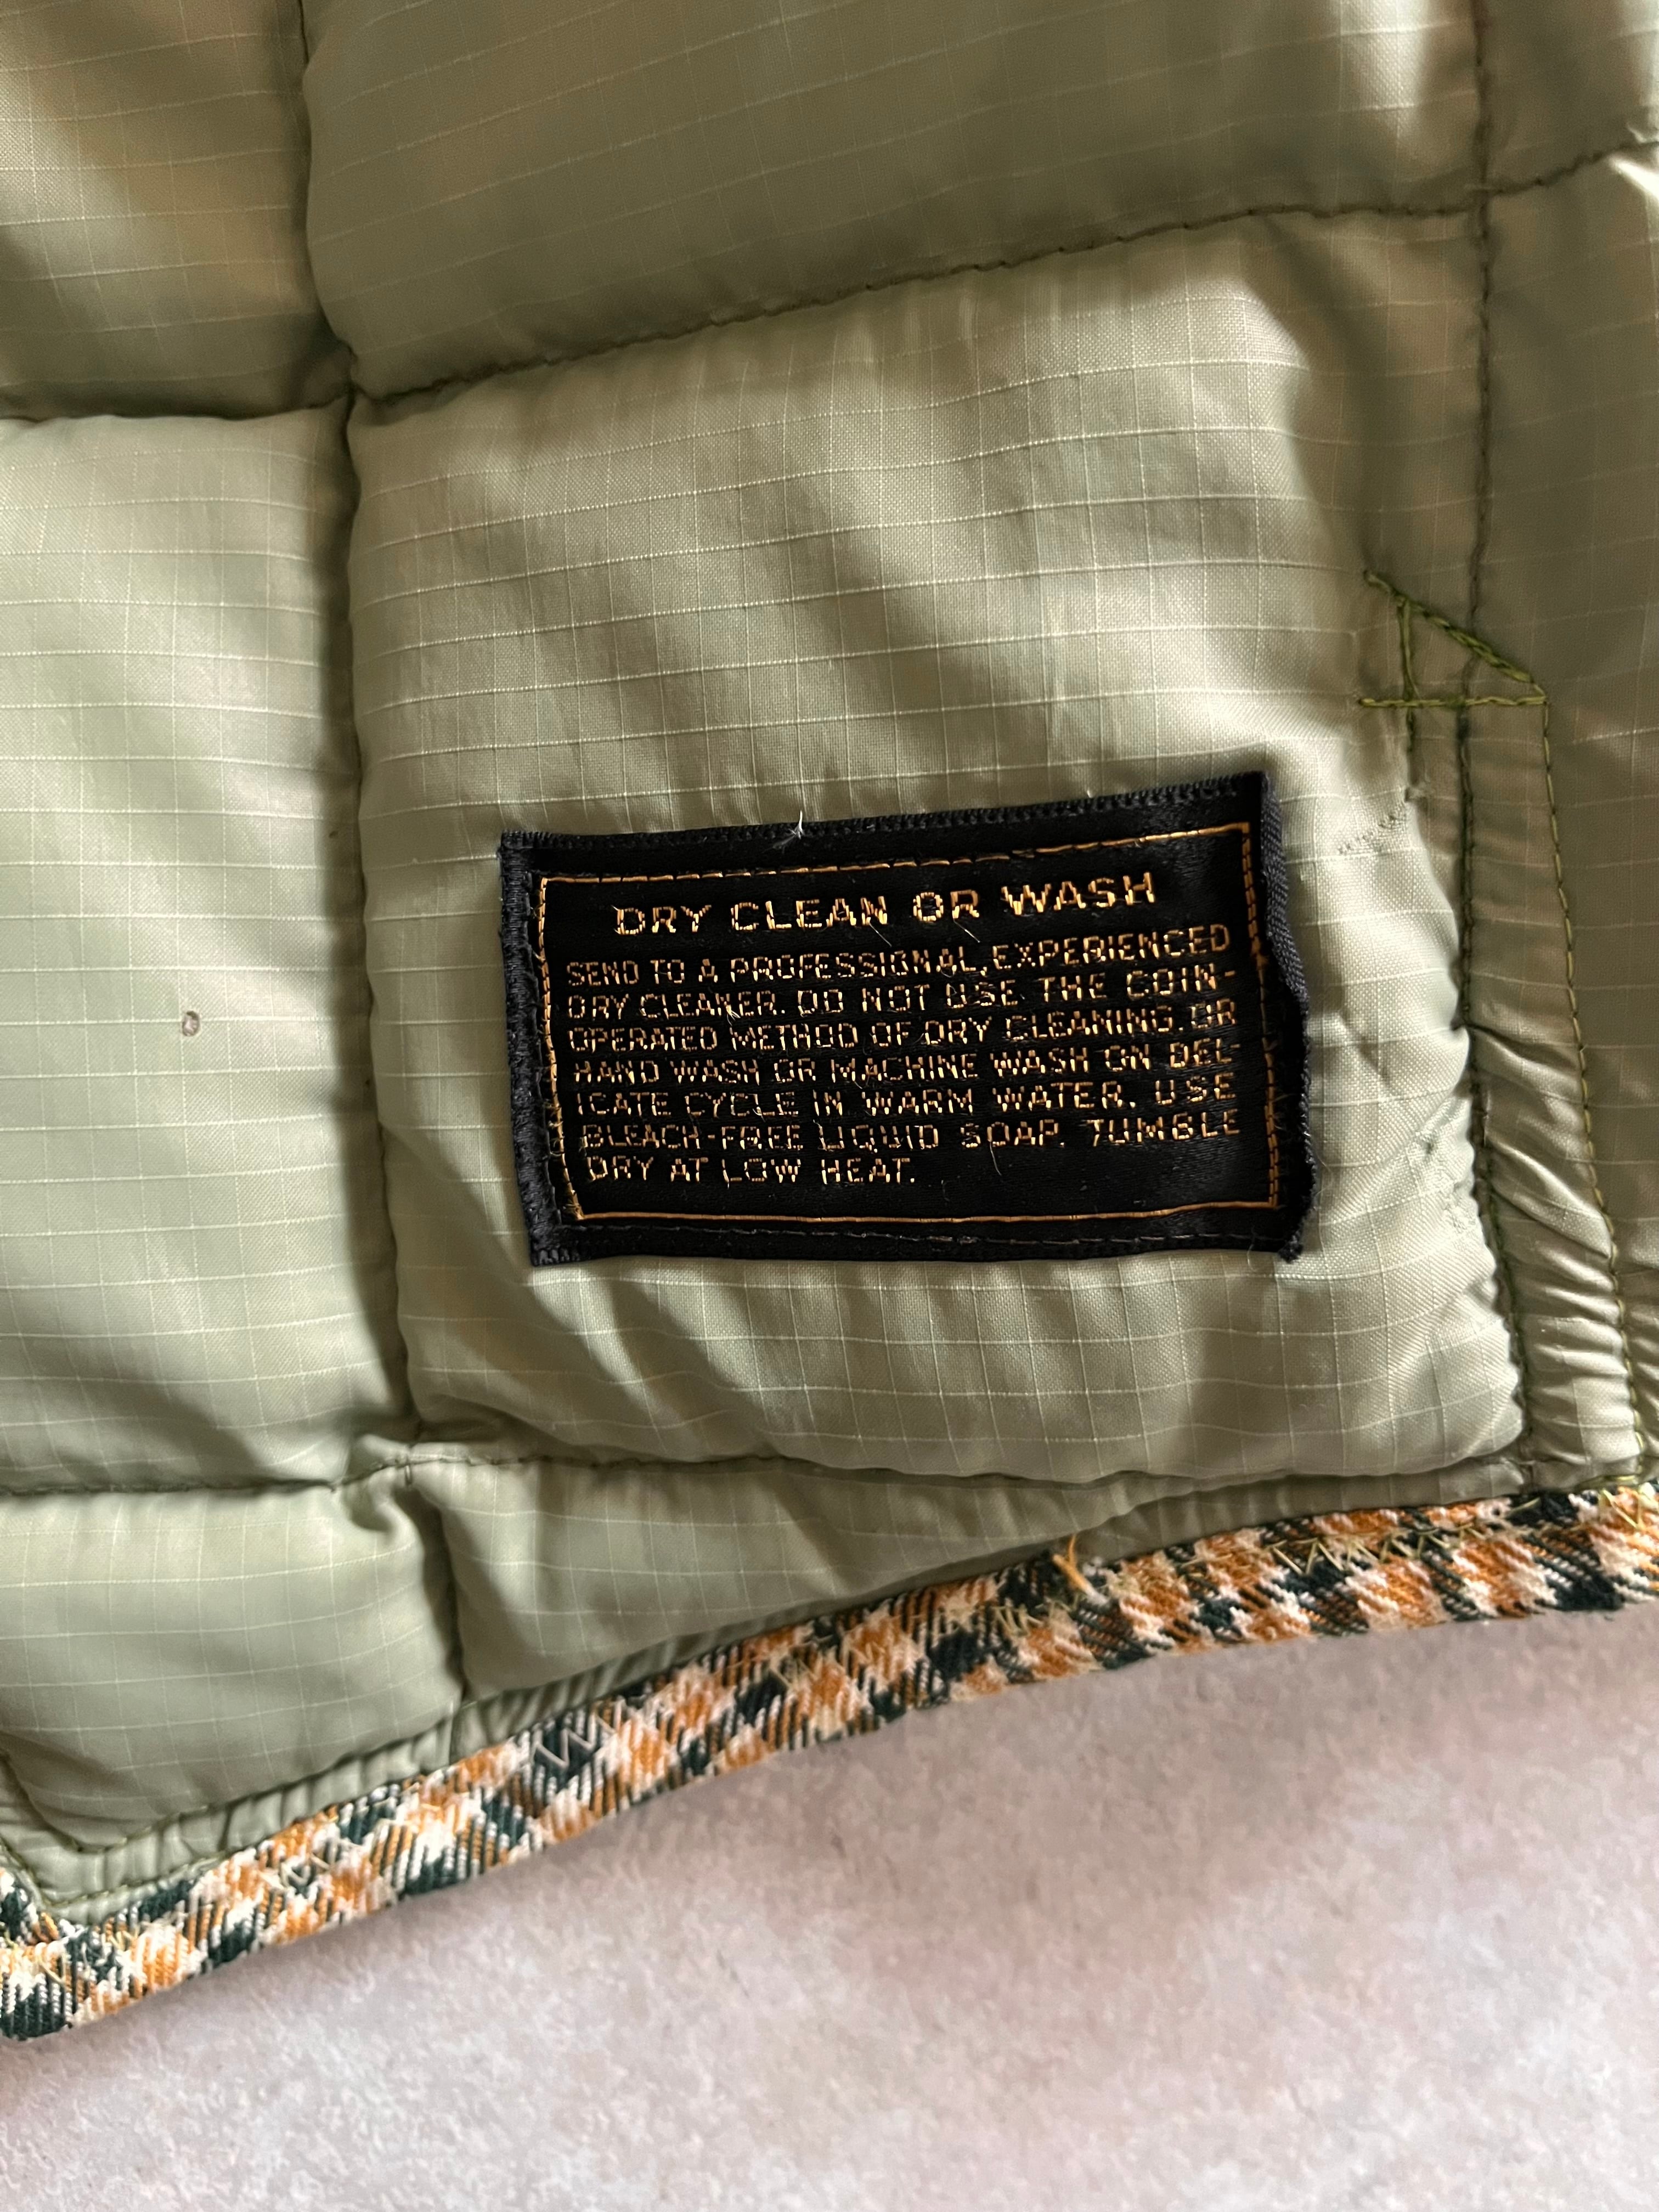 DRY CLEAN OR WASH
SEND TO A PROFESSIONAL, EXPERIENCED
DRY CLEANER. DO NOT USE THE COIN-
OPERATED METHOD OF DRY CLEANING. OR
HAND WASH OR MACHINE WASH ON DEL-
ICATE CYCLE IN WARM WATER. USE
BLEACH-FREE LIQUID SOAP. TUMBLE
DRY AT LOW HEAT.